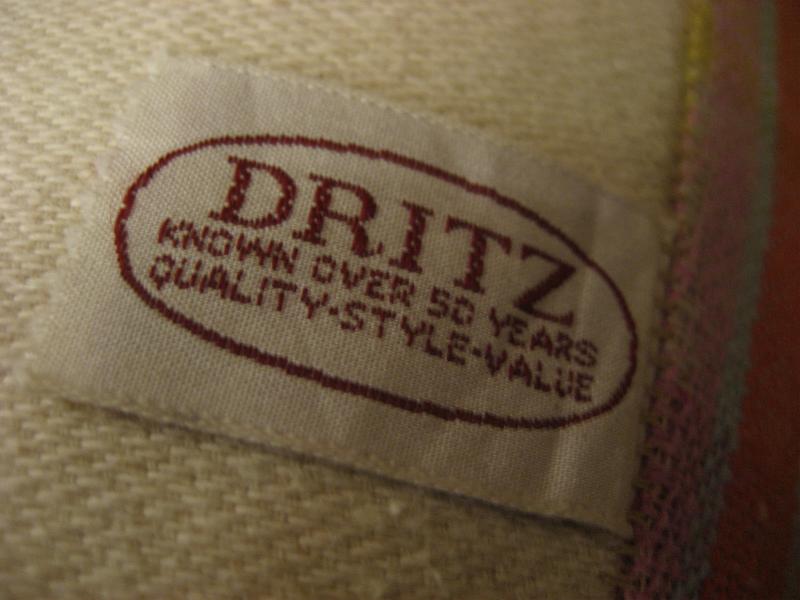 DRITZ
KNOWN OVER 50 YEARS
QUALITY-STYLE-VALUE